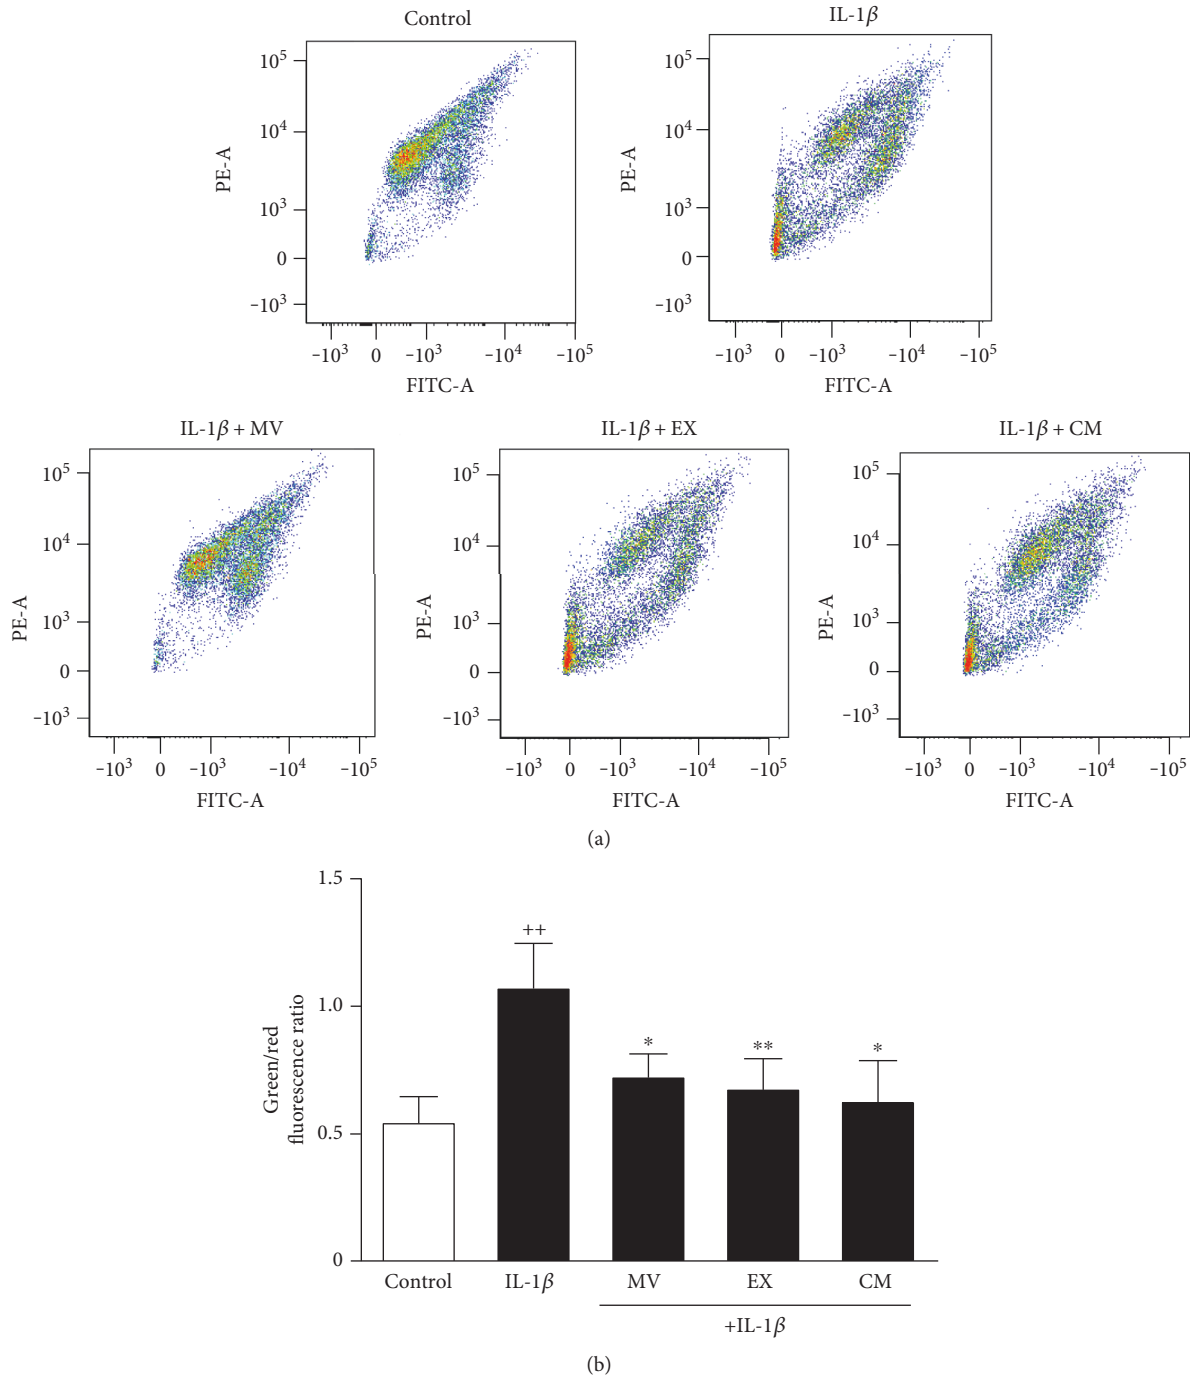 Control
IL-1β
10⁵
10⁴
10³
0
−10³
PE-A
−10³ 0 −10³ −10⁴ −10⁵
FITC-A
10⁵
10⁴
10³
0
−10³
PE-A
−10³ 0 −10³ −10⁴ −10⁵
FITC-A
IL-1β + MV
IL-1β + EX
IL-1β + CM
10⁵
10⁴
10³
0
−10³
PE-A
−10³ 0 −10³ −10⁴ −10⁵
FITC-A
10⁵
10⁴
10³
0
−10³
PE-A
−10³ 0 −10³ −10⁴ −10⁵
FITC-A
10⁵
10⁴
10³
0
−10³
PE-A
−10³ 0 −10³ −10⁴ −10⁵
FITC-A
(a)
1.5
1.0
0.5
0
Green/red
fluorescence ratio
++
*
**
*
Control IL-1β MV EX CM
+IL-1β
(b)